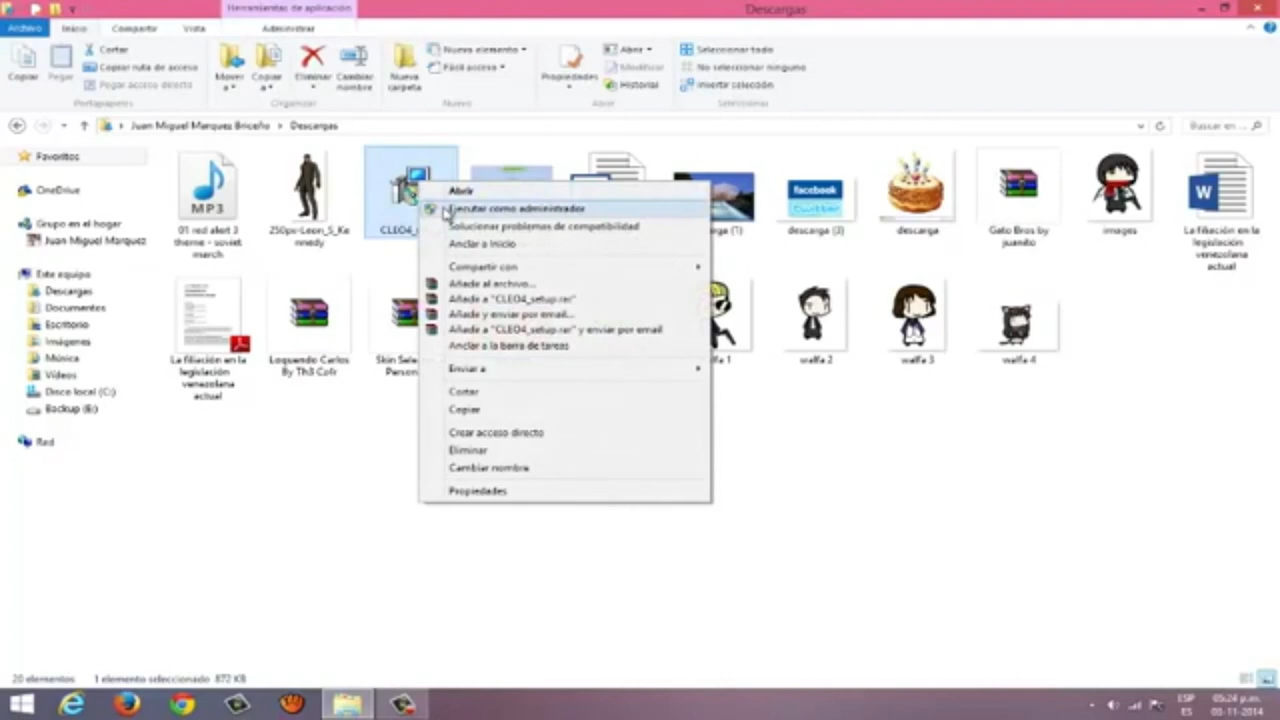 Herramientas de aplicación
Descargas
Archivo
Inicio
Compartir
Vista
Administrar
Copiar
Pegar
Cortar
Copiar ruta de acceso
Pegar acceso directo
Portapapeles
Mover a
Copiar a
Eliminar
Cambiar nombre
Organizar
Nueva carpeta
Nuevo elemento
Fácil acceso
Nuevo
Propiedades
Abrir
Modificar
Historial
Abrir
Seleccionar todo
No seleccionar ninguno
Invertir selección
Seleccionar
Juan Miguel Marquez Briceño
Descargas
Buscar en ...
Favoritos
OneDrive
Grupo en el hogar
Juan Miguel Marquez
Este equipo
Descargas
Documentos
Escritorio
Imágenes
Música
Vídeos
Disco local (C:)
Backup (E:)
Red
MP3
01 red alert 3
theme - soviet
march
250px-Leon_S_Ke
nnedy
facebook
twitter
W
descarga (3)
descarga
Gato Bros by
juanito
images
La filiación en la
legislación
venezolana
actual
La filiación en la
legislación
venezolana
actual
Loquendo Carlos
By Th3 Co4r
walfa 2
walfa 3
walfa 4
Abrir
Ejecutar como administrador
Solucionar problemas de compatibilidad
Anclar a Inicio
Compartir con
Añadir al archivo...
Añadir a "CLEO4_setup.rar"
Añadir y enviar por email...
Añadir a "CLEO4_setup.rar" y enviar por email
Anclar a la barra de tareas
Enviar a
Cortar
Copiar
Crear acceso directo
Eliminar
Cambiar nombre
Propiedades
20 elementos
1 elemento seleccionado 872 KB
ESP
ES
05:24 p.m.
03-11-2014